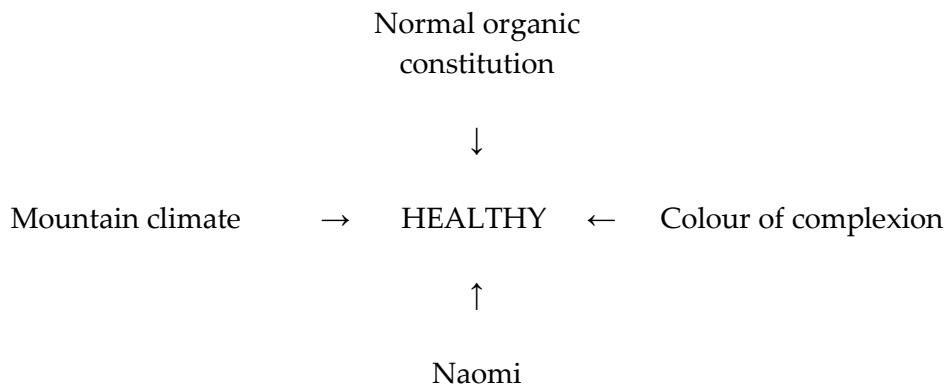 Normal organic
constitution
↓
Mountain climate → HEALTHY ← Colour of complexion
↑
Naomi